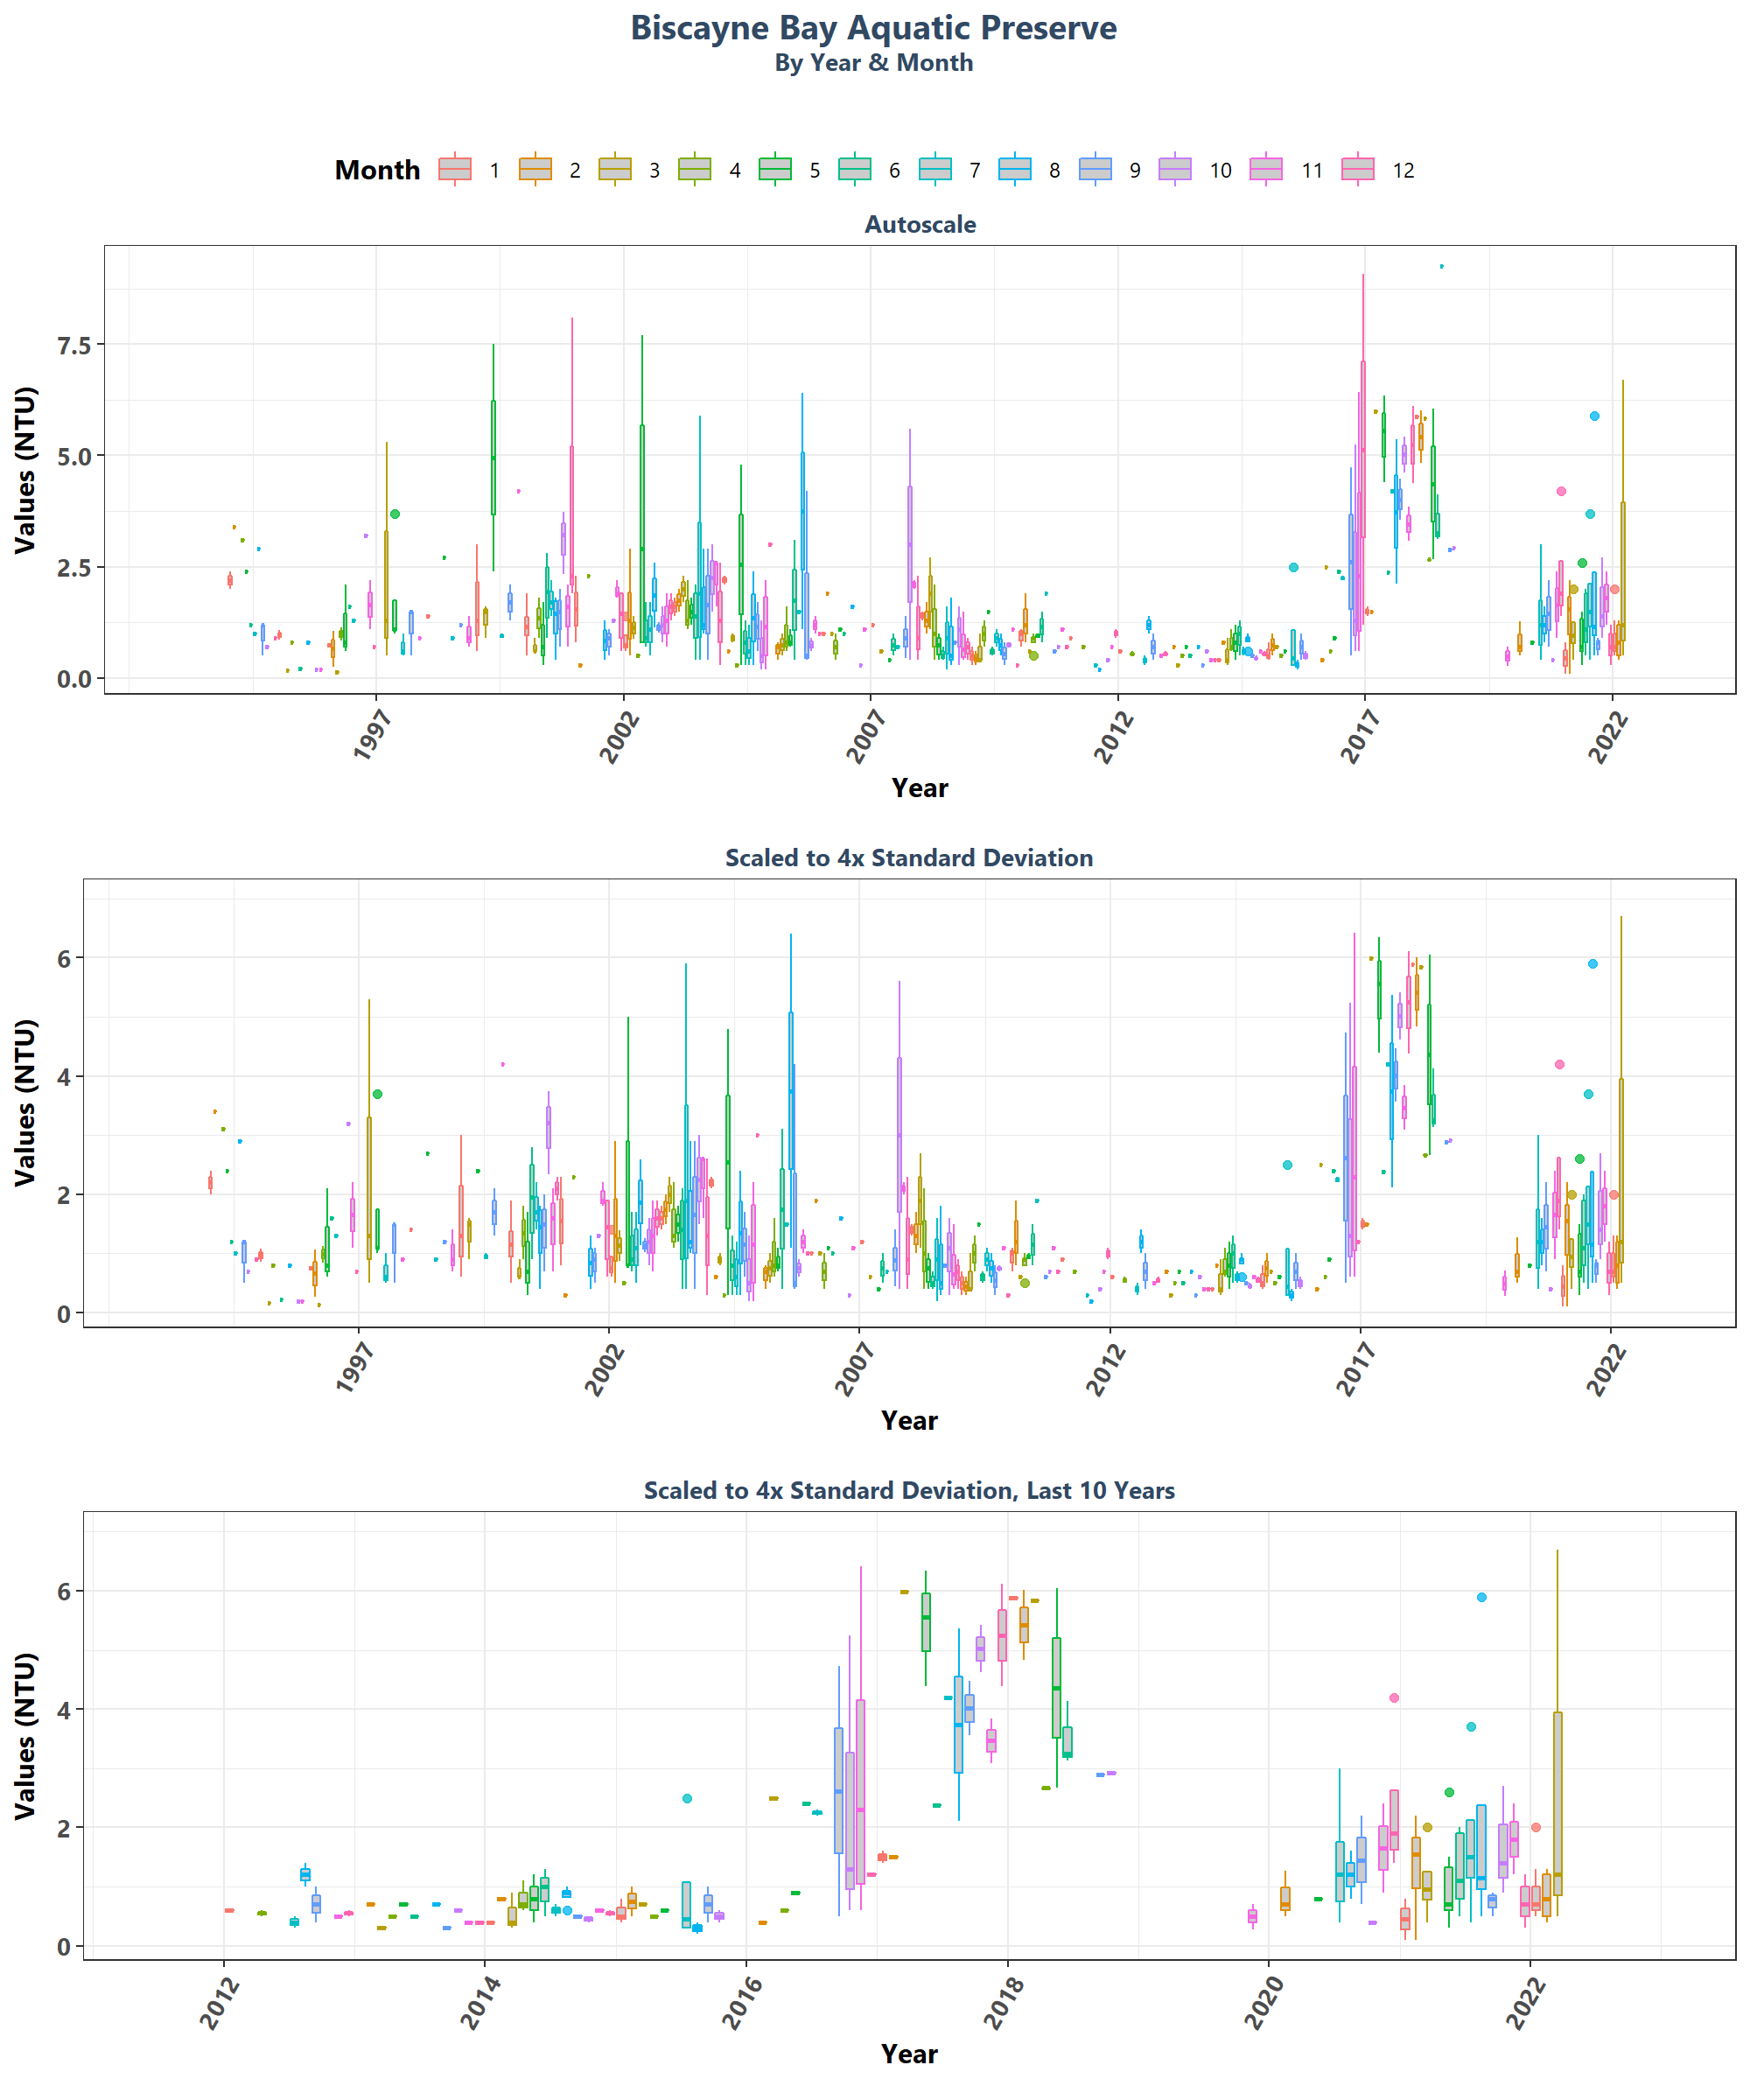 Biscayne Bay Aquatic Preserve
By Year & Month
Month 1 2 3 4 5 6 7 8 9 10 11 12
Autoscale
Values (NTU)
7.5
5.0
2.5
0.0
1997 2002 2007 2012 2017 2022
Year
Scaled to 4x Standard Deviation
Values (NTU)
6
4
2
0
1997 2002 2007 2012 2017 2022
Year
Scaled to 4x Standard Deviation, Last 10 Years
Values (NTU)
6
4
2
0
2012 2014 2016 2018 2020 2022
Year